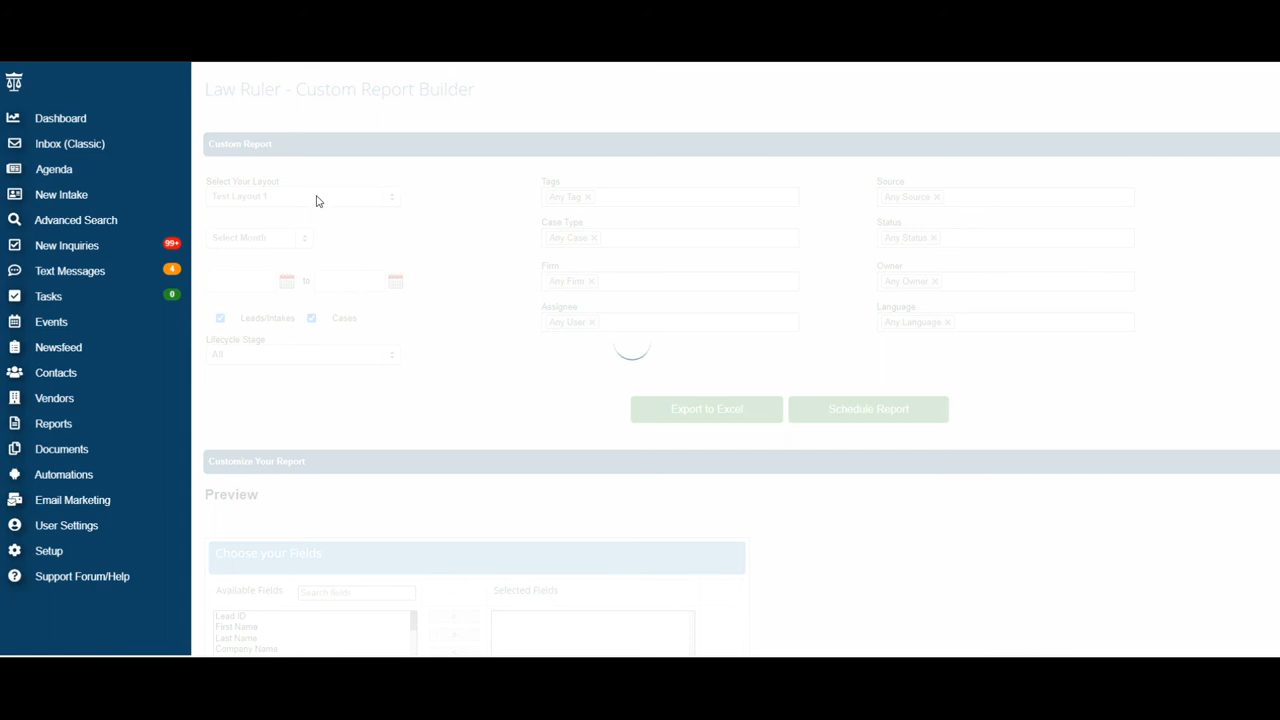 Law Ruler - Custom Report Builder
Dashboard
Inbox (Classic)
Agenda
New Intake
Advanced Search
New Inquiries 99+
Text Messages 4
Tasks 0
Events
Newsfeed
Contacts
Vendors
Reports
Documents
Automations
Email Marketing
User Settings
Setup
Support Forum/Help
Custom Report
Select Your Layout
Test Layout 1
Select Month
to
Leads/Intakes Cases
Lifecycle Stage
All
Tags
Any Tag ×
Case Type
Any Case ×
Firm
Any Firm ×
Assignee
Any User ×
Source
Any Source ×
Status
Any Status ×
Owner
Any Owner ×
Language
Any Language ×
Export to Excel
Schedule Report
Customize Your Report
Preview
Choose your Fields
Available Fields
Search fields
Selected Fields
Lead ID
First Name
Last Name
Company Name